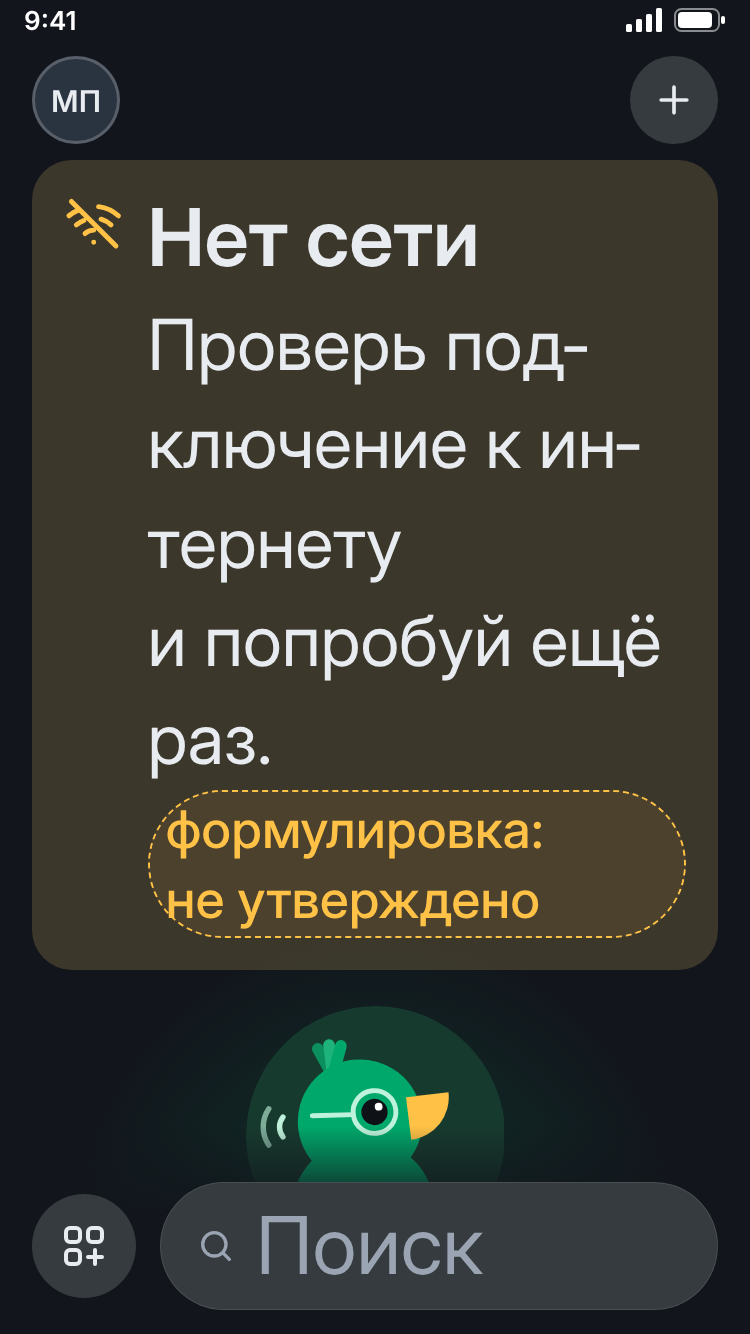 9:41
МП
Нет сети
Проверь под-
ключение к ин-
тернету
и попробуй ещё
раз.
формулировка:
не утверждено
Поиск